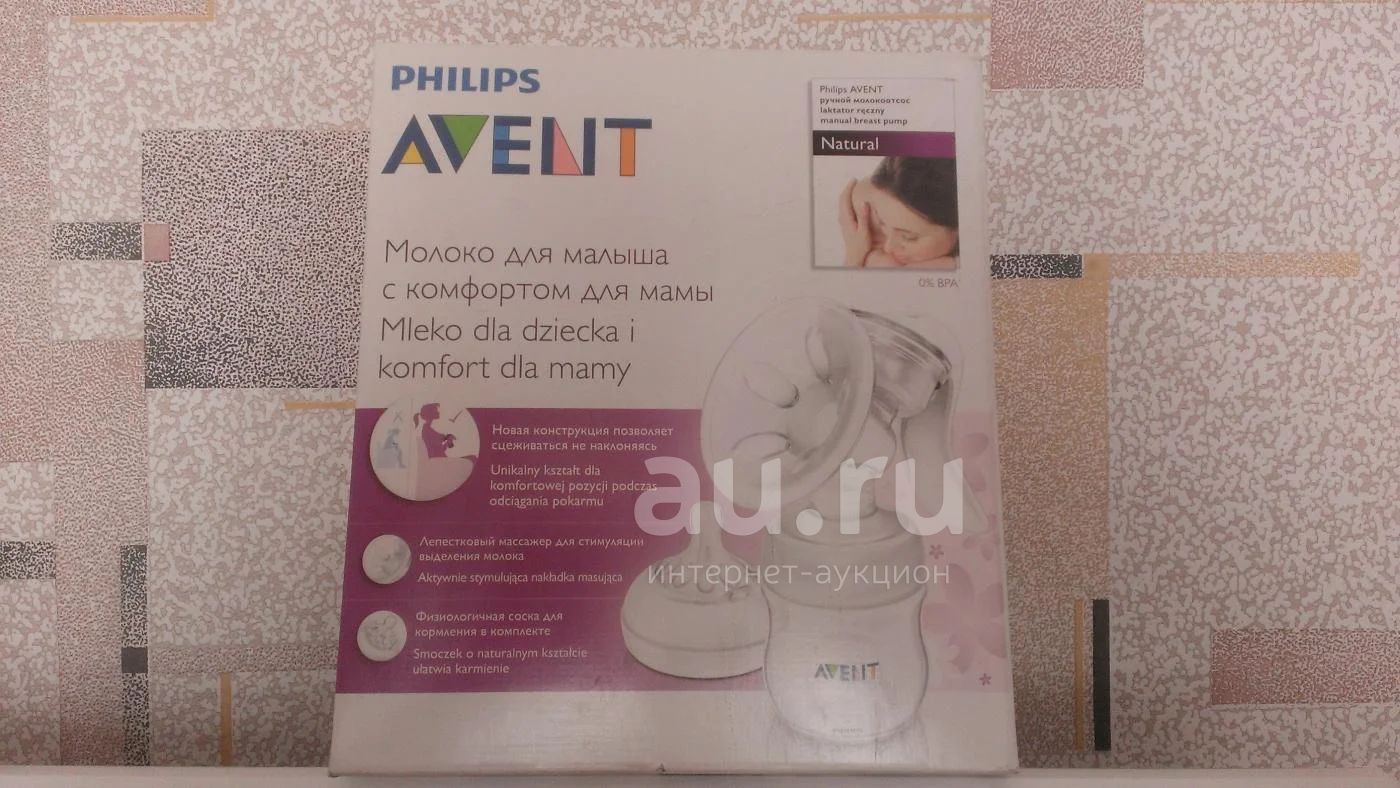 PHILIPS
AVENT
Philips AVENT
ручной молокоотсос
laktator ręczny
manual breast pump
Natural
0% BPA
Молоко для малыша
с комфортом для мамы
Mleko dla dziecka i
komfort dla mamy
Новая конструкция позволяет
сцеживаться не наклоняясь
Unikalny kształt dla
komfortowej pozycji podczas
odciągania pokarmu
Лепестковый массажер для стимуляции
выделения молока
Aktywnie stymulująca nakładka masująca
Физиологичная соска для
кормления в комплекте
Smoczek o naturalnym kształcie
ułatwia karmienie
AVENT
au.ru
интернет-аукцион